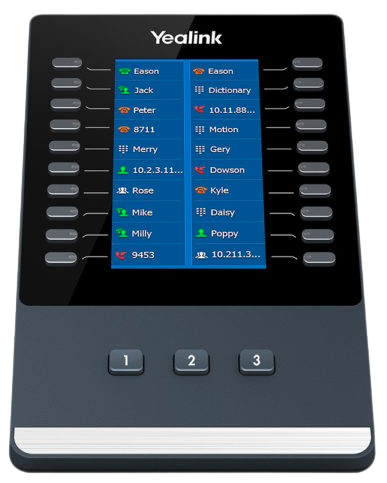 Yealink
Eason Eason
Jack Dictionary
Peter 10.11.88...
8711 Motion
Merry Gery
10.2.3.11... Dowson
Rose Kyle
Mike Daisy
Milly Poppy
9453 10.211.3...
1 2 3